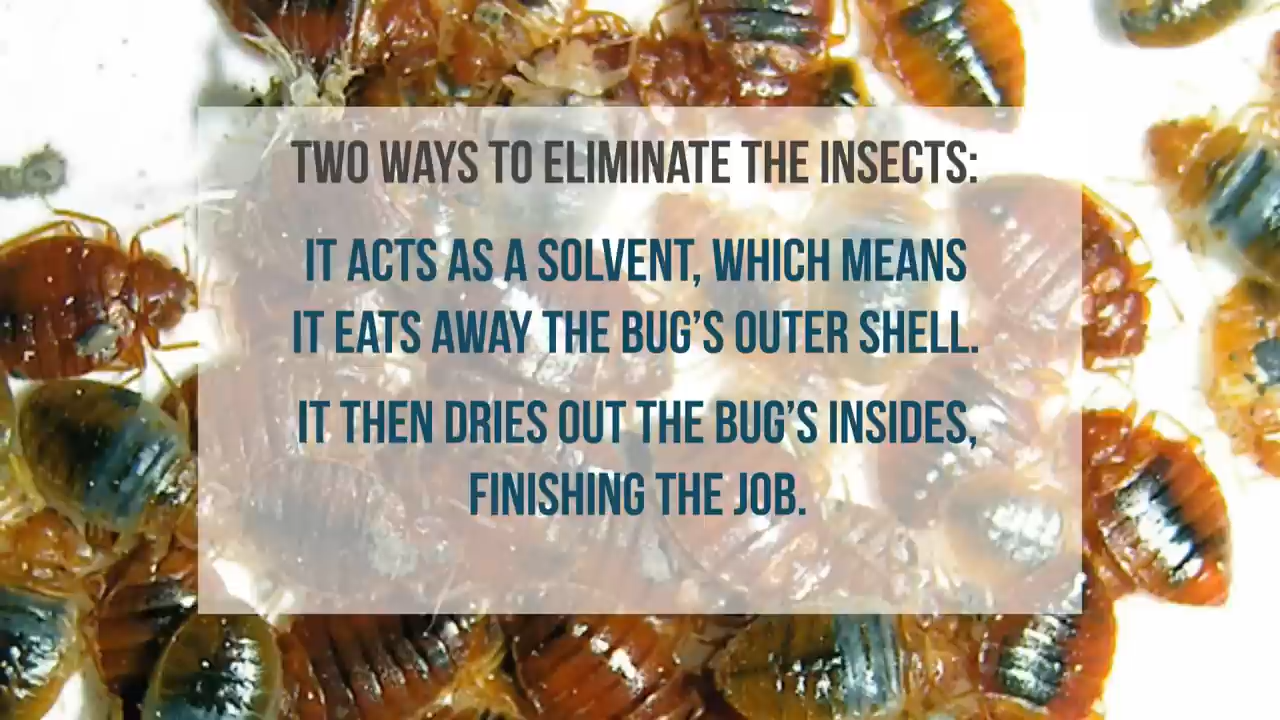 TWO WAYS TO ELIMINATE THE INSECTS:
IT ACTS AS A SOLVENT, WHICH MEANS
IT EATS AWAY THE BUG’S OUTER SHELL.
IT THEN DRIES OUT THE BUG’S INSIDES,
FINISHING THE JOB.